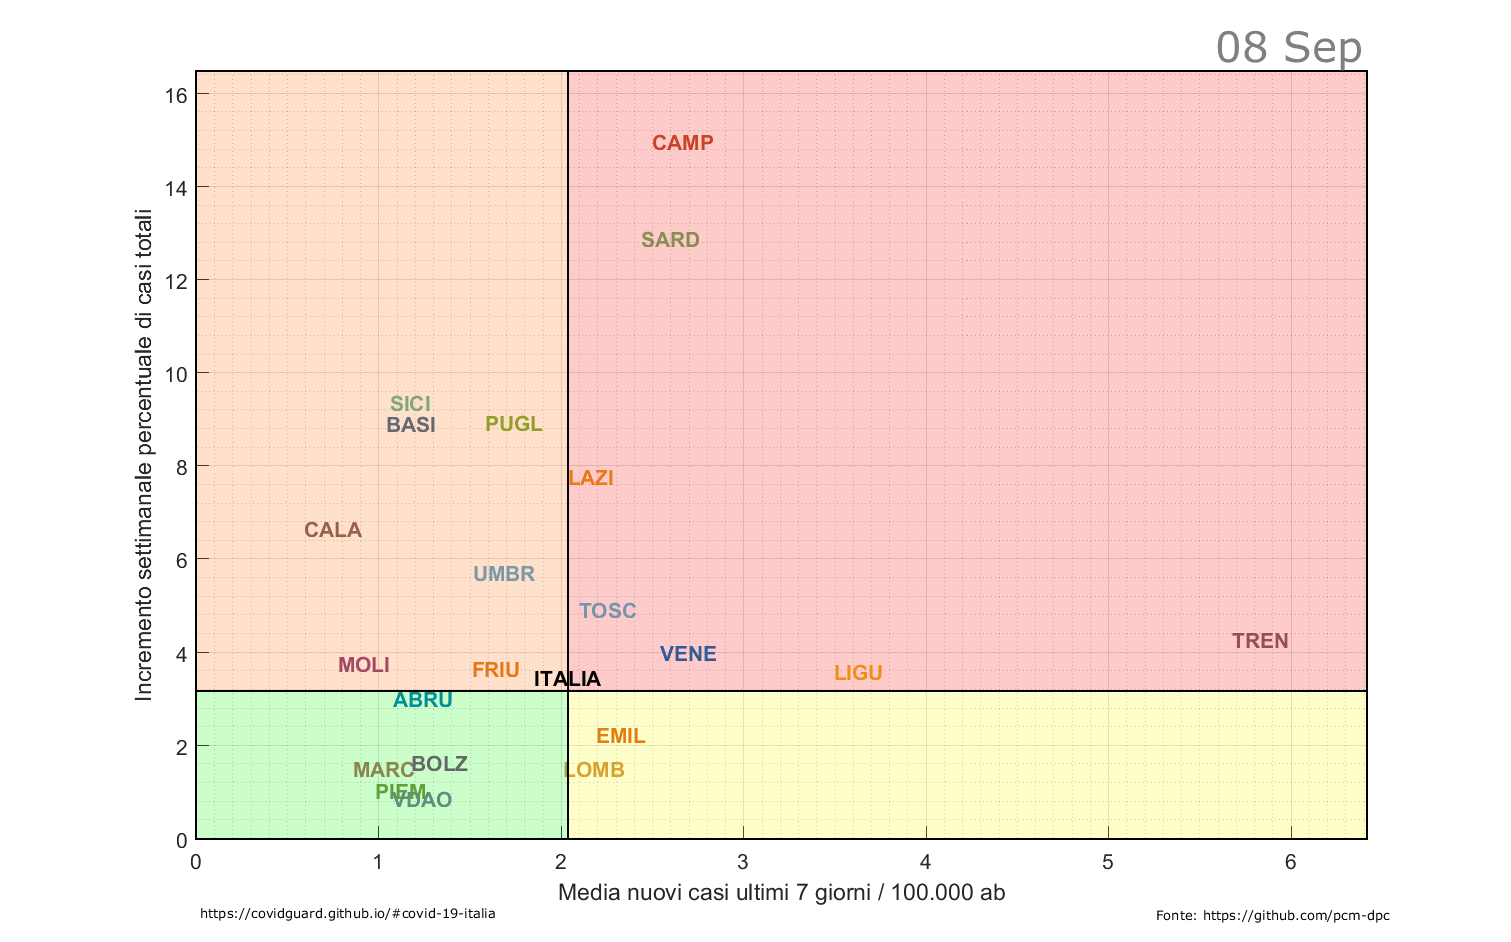 08 Sep
16
14
12
10
8
6
4
2
0
Incremento settimanale percentuale di casi totali
CAMP
SARD
SICI
BASI
PUGL
LAZI
CALA
UMBR
TOSC
TREN
VENE
MOLI
FRIU
LIGU
ITALIA
ABRU
EMIL
BOLZ
MARC
LOMB
PIEM
VDAO
0 1 2 3 4 5 6
Media nuovi casi ultimi 7 giorni / 100.000 ab
https://covidguard.github.io/#covid-19-italia
Fonte: https://github.com/pcm-dpc